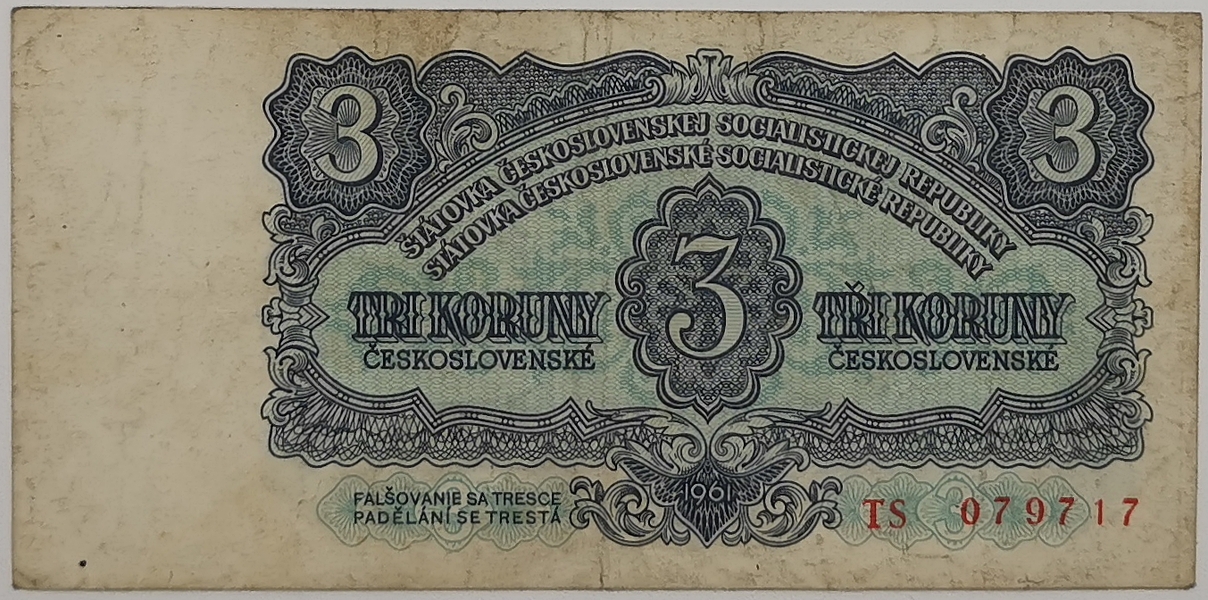 3 3
ŠTÁTOVKA ČESKOSLOVENSKEJ SOCIALISTICKEJ REPUBLIKY
STÁTOVKA ČESKOSLOVENSKÉ SOCIALISTICKÉ REPUBLIKY
3
TRI KORUNY TŘI KORUNY
ČESKOSLOVENSKÉ ČESKOSLOVENSKÉ
1961
FALŠOVANIE SA TRESCE
PADĚLÁNÍ SE TRESTÁ
TS 079717